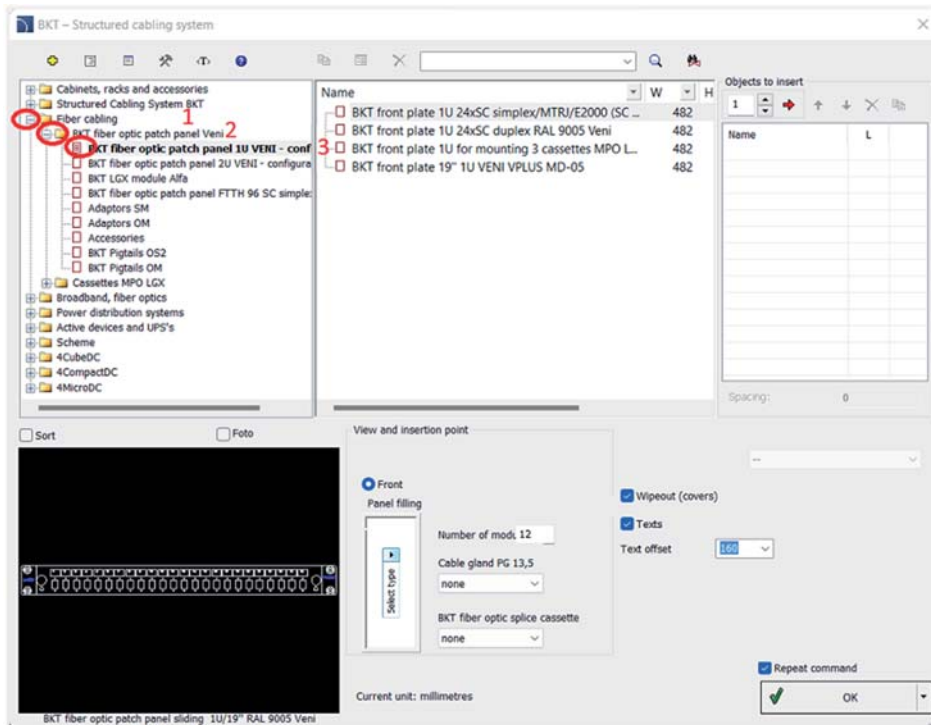 BKT – Structured cabling system
Cabinets, racks and accessories
Structured Cabling System BKT
Fiber cabling
1
BKT fiber optic patch panel Veni
2
BKT fiber optic patch panel 1U VENI - conf
BKT fiber optic patch panel 2U VENI - configura
BKT LGX module Alfa
BKT fiber optic patch panel FTTH 96 SC simple
Adaptors SM
Adaptors OM
Accessories
BKT Pigtails OS2
BKT Pigtails OM
Cassettes MPO LGX
Broadband, fiber optics
Power distribution systems
Active devices and UPS's
Scheme
4CubeDC
4CompactDC
4MicroDC
Name W H
BKT front plate 1U 24xSC simplex/MTRJ/E2000 (SC ... 482
BKT front plate 1U 24xSC duplex RAL 9005 Veni 482
3
BKT front plate 1U for mounting 3 cassettes MPO L... 482
BKT front plate 19" 1U VENI VPLUS MD-05 482
Objects to insert
1
Name L
Spacing: 0
Sort
Foto
BKT fiber optic patch panel sliding 1U/19" RAL 9005 Veni
View and insertion point
Front
Panel filling
Select type
Number of modu 12
Cable gland PG 13,5
none
BKT fiber optic splice cassette
none
Current unit: millimetres
--
Wipeout (covers)
Texts
Text offset 160
Repeat command
OK